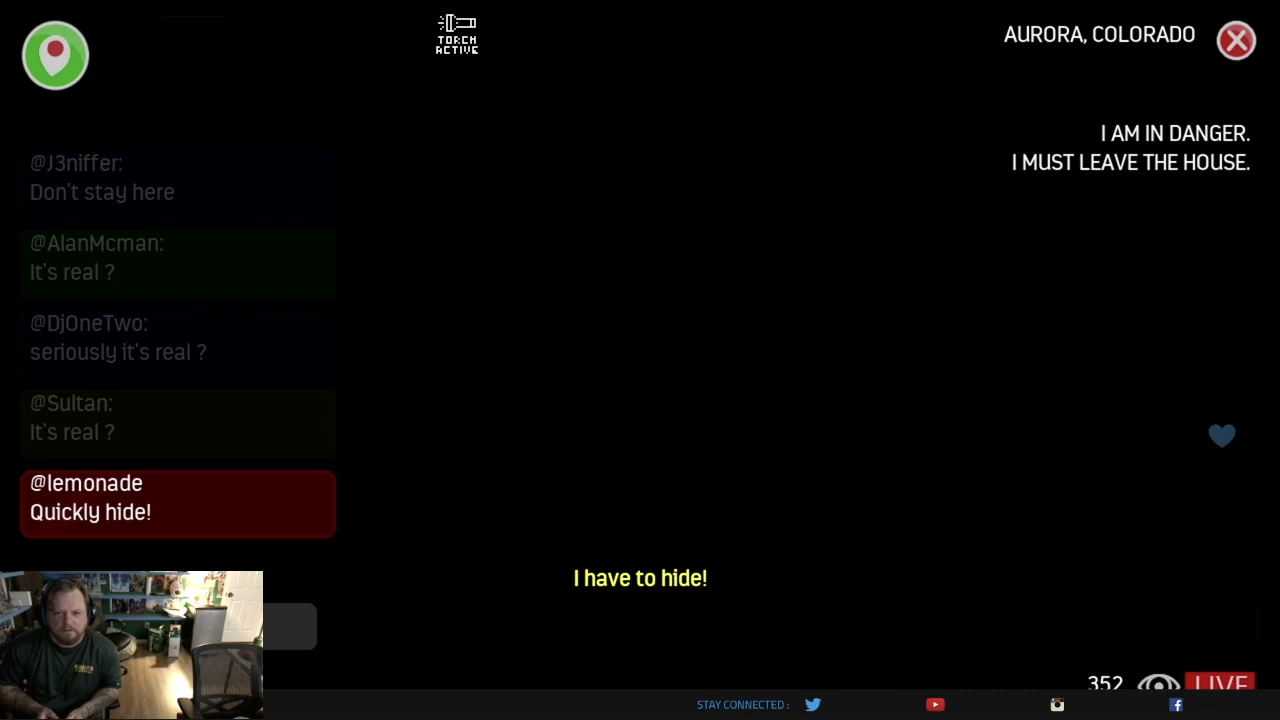 TORCH
ACTIVE
AURORA, COLORADO
I AM IN DANGER.
I MUST LEAVE THE HOUSE.
@J3niffer:
Don't stay here
@AlanMcman:
It's real ?
@DjOneTwo:
seriously it's real ?
@Sultan:
It's real ?
@lemonade
Quickly hide!
I have to hide!
352 LIVE
STAY CONNECTED :